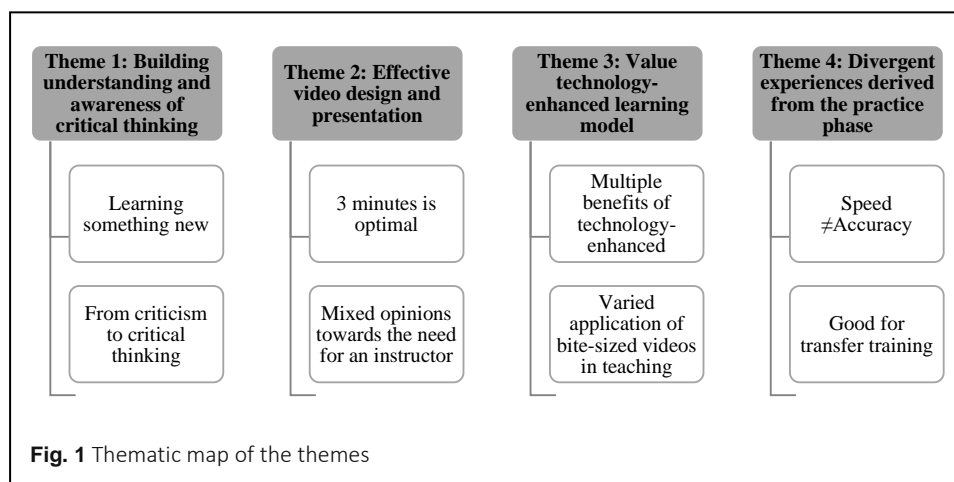 Theme 1: Building
understanding and
awareness of
critical thinking
Learning
something new
From criticism
to critical
thinking
Theme 2: Effective
video design and
presentation
3 minutes is
optimal
Mixed opinions
towards the need
for an instructor
Theme 3: Value
technology-
enhanced learning
model
Multiple
benefits of
technology-
enhanced
Varied
application of
bite-sized videos
in teaching
Theme 4: Divergent
experiences derived
from the practice
phase
Speed
≠Accuracy
Good for
transfer training
Fig. 1 Thematic map of the themes